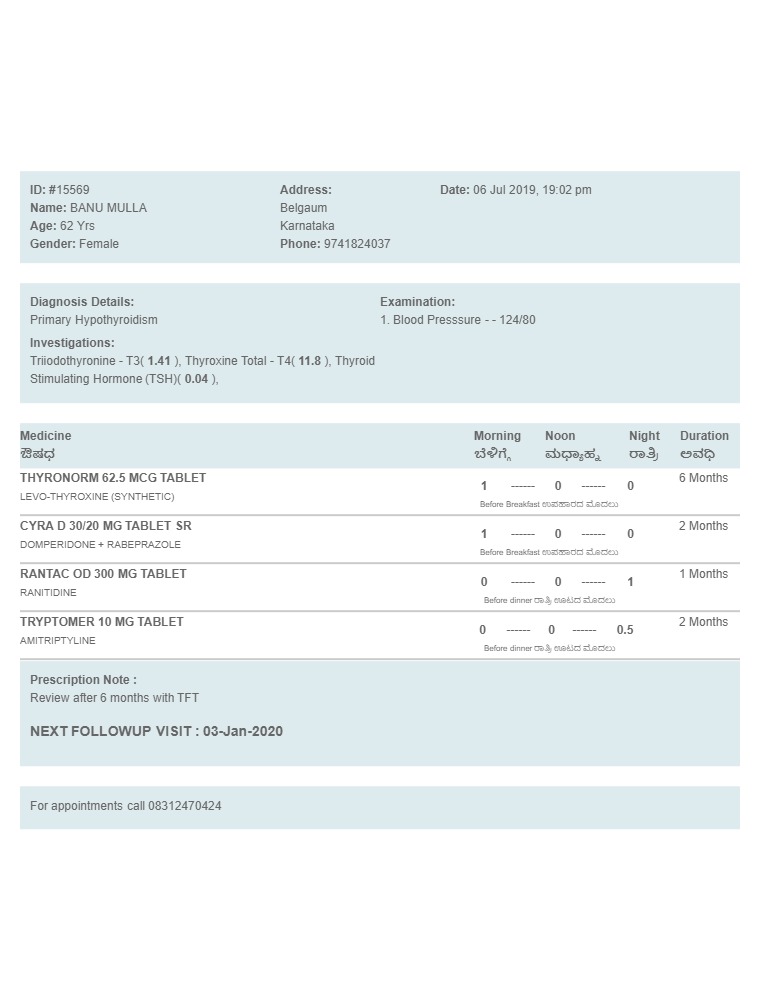 ID: #15569
Name: BANU MULLA
Age: 62 Yrs
Gender: Female
Address:
Belgaum
Karnataka
Phone: 9741824037
Date: 06 Jul 2019, 19:02 pm
Diagnosis Details:
Primary Hypothyroidism
Examination:
1. Blood Presssure - - 124/80
Investigations:
Triiodothyronine - T3( 1.41 ), Thyroxine Total - T4( 11.8 ), Thyroid
Stimulating Hormone (TSH)( 0.04 ),
Medicine Morning Noon Night Duration
ಔಷಧ ಬೆಳಿಗ್ಗೆ ಮಧ್ಯಾಹ್ನ ರಾತ್ರಿ ಅವಧಿ
THYRONORM 62.5 MCG TABLET 6 Months
1 ------ 0 ------ 0
LEVO-THYROXINE (SYNTHETIC)
Before Breakfast ಉಪಹಾರದ ಮೊದಲು
CYRA D 30/20 MG TABLET SR 2 Months
1 ------ 0 ------ 0
DOMPERIDONE + RABEPRAZOLE
Before Breakfast ಉಪಹಾರದ ಮೊದಲು
RANTAC OD 300 MG TABLET 1 Months
0 ------ 0 ------ 1
RANITIDINE
Before dinner ರಾತ್ರಿ ಊಟದ ಮೊದಲು
TRYPTOMER 10 MG TABLET 2 Months
0 ------ 0 ------ 0.5
AMITRIPTYLINE
Before dinner ರಾತ್ರಿ ಊಟದ ಮೊದಲು
Prescription Note :
Review after 6 months with TFT
NEXT FOLLOWUP VISIT : 03-Jan-2020
For appointments call 08312470424